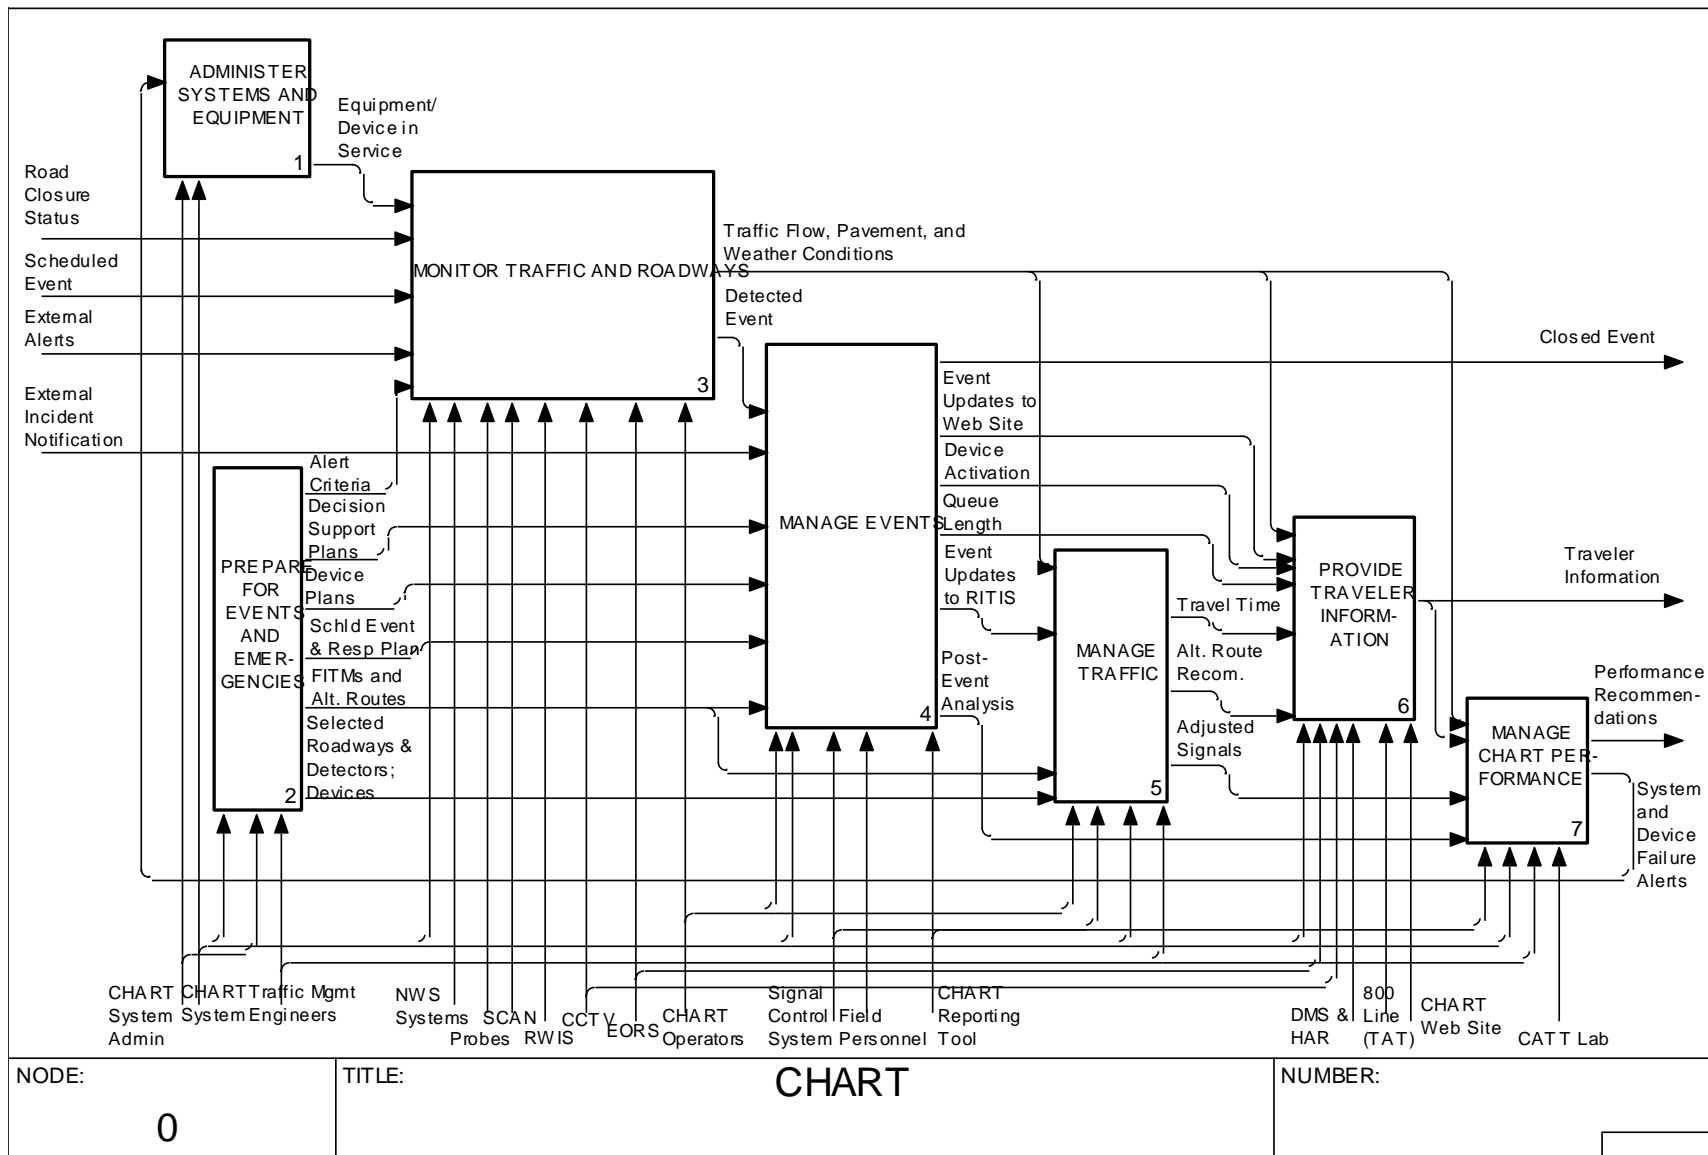 ADMINISTER
SYSTEMS AND
EQUIPMENT
1
Equipment/
Device in
Service
Road
Closure
Status
Scheduled
Event
External
Alerts
External
Incident
Notification
MONITOR TRAFFIC AND ROADWAYS
3
Traffic Flow, Pavement, and
Weather Conditions
Detected
Event
Closed Event
Alert
Criteria
Decision
Support
Plans
Device
Plans
Schld Event
& Resp Plan
FITMs and
Alt. Routes
Selected
Roadways &
Detectors;
Devices
PREPARE
FOR
EVENTS
AND
EMER-
GENCIES
2
MANAGE EVENTS
4
Event
Updates to
Web Site
Device
Activation
Queue
Length
Event
Updates
to RITIS
Post-
Event
Analysis
MANAGE
TRAFFIC
5
Travel Time
Alt. Route
Recom.
Adjusted
Signals
PROVIDE
TRAVELER
INFORM-
ATION
6
Traveler
Information
Performance
Recommen-
dations
MANAGE
CHART PER-
FORMANCE
7
System
and
Device
Failure
Alerts
CHART
System
Admin
CHART
System
Traffic Mgmt
Engineers
NWS
Systems
Probes
SCAN
RWIS
CCTV
EORS
CHART
Operators
Signal
Control
System
Field
Personnel
CHART
Reporting
Tool
DMS &
HAR
800
Line
(TAT)
CHART
Web Site
CATT Lab
NODE:
0
TITLE:
CHART
NUMBER: